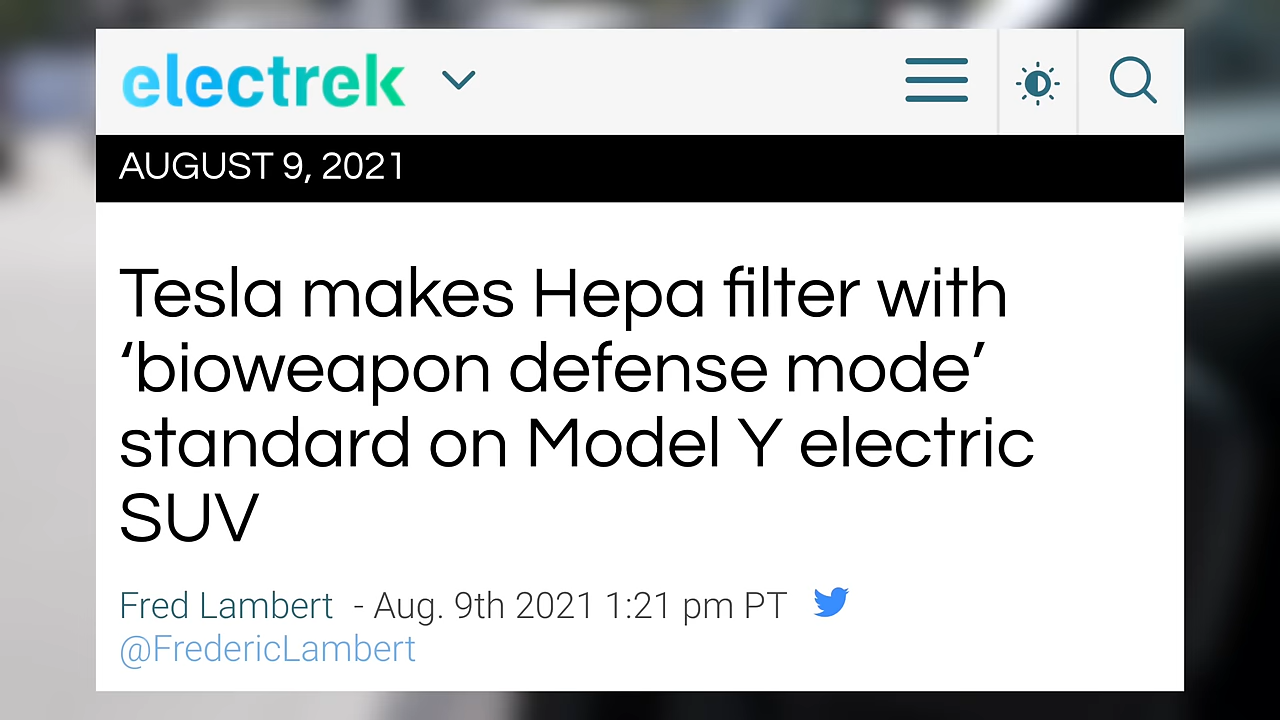 electrek
AUGUST 9, 2021
Tesla makes Hepa filter with
‘bioweapon defense mode’
standard on Model Y electric
SUV
Fred Lambert - Aug. 9th 2021 1:21 pm PT
@FredericLambert